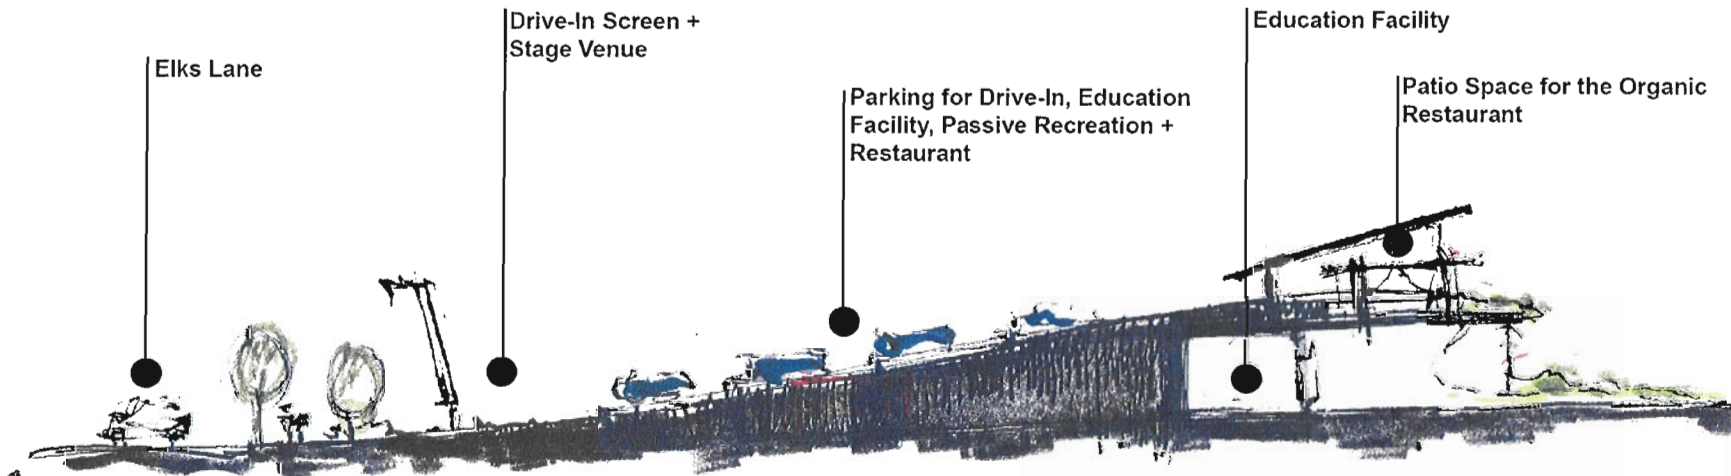 Elks Lane
Drive-In Screen +
Stage Venue
Parking for Drive-In, Education
Facility, Passive Recreation +
Restaurant
Education Facility
Patio Space for the Organic
Restaurant